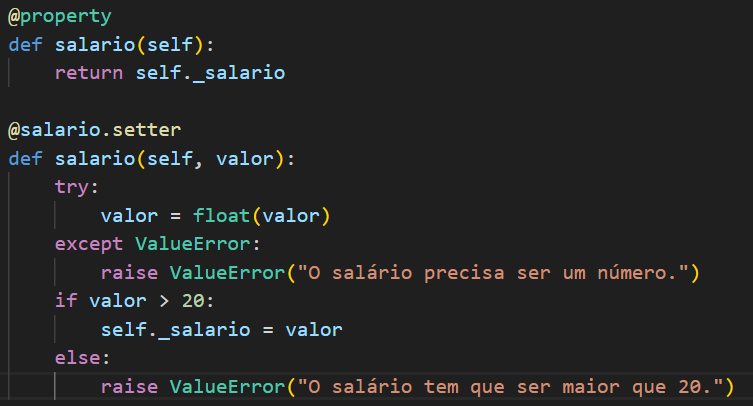 @property
def salario(self):
    return self._salario

@salario.setter
def salario(self, valor):
    try:
        valor = float(valor)
    except ValueError:
        raise ValueError("O salário precisa ser um número.")
    if valor > 20:
        self._salario = valor
    else:
        raise ValueError("O salário tem que ser maior que 20.")